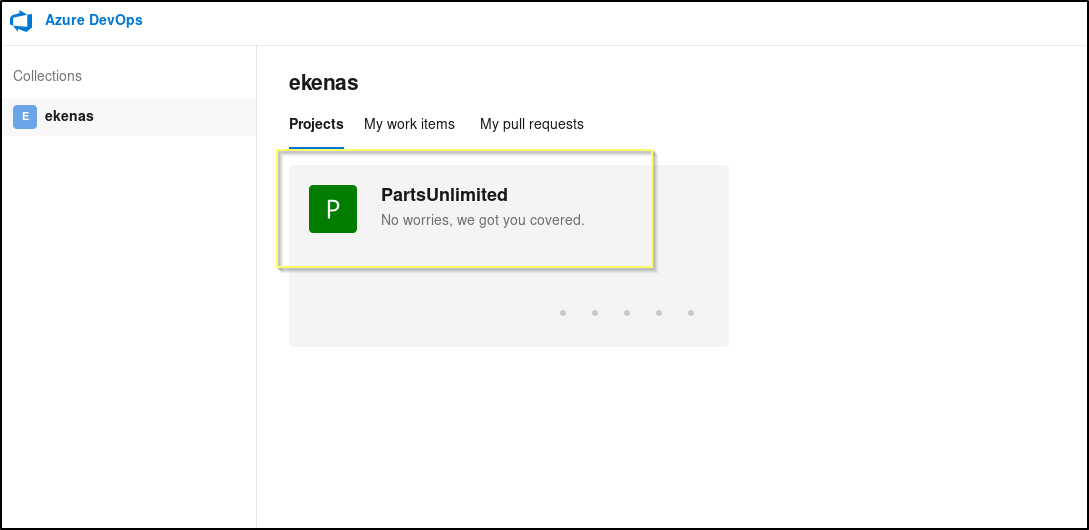 Azure DevOps
Collections
E ekenas
ekenas
Projects My work items My pull requests
P
PartsUnlimited
No worries, we got you covered.